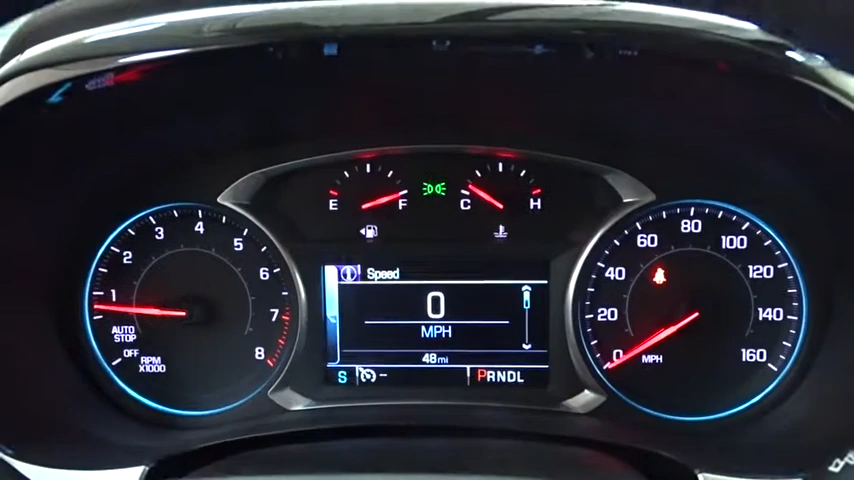 E F C H
3 4 5
2 6
1 7
8
AUTO
STOP
OFF
RPM
X1000
Speed
0
MPH
48mi
S PRNDL
60 80 100
40 120
20 140
0 160
MPH